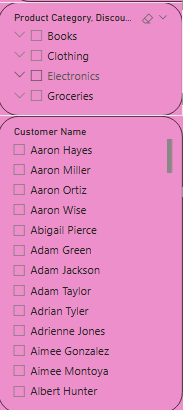 Product Category, Discou...
Books
Clothing
Electronics
Groceries
Customer Name
Aaron Hayes
Aaron Miller
Aaron Ortiz
Aaron Wise
Abigail Pierce
Adam Green
Adam Jackson
Adam Taylor
Adrian Tyler
Adrienne Jones
Aimee Gonzalez
Aimee Montoya
Albert Hunter